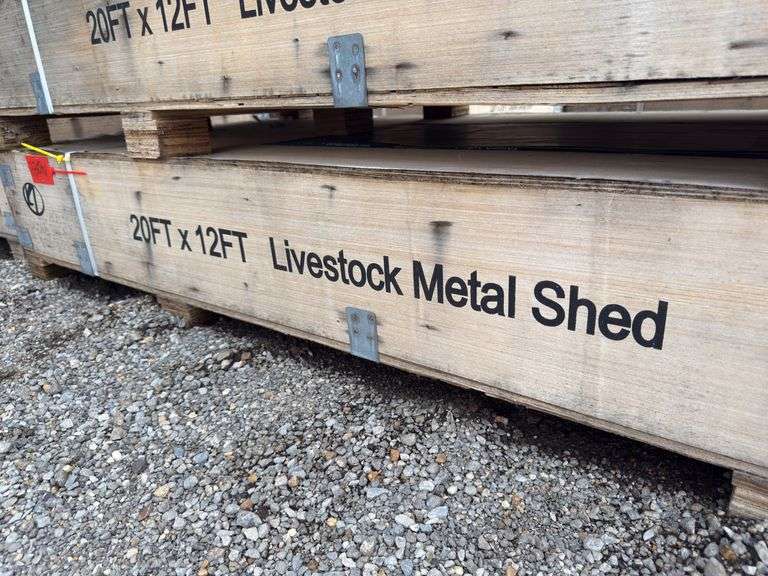 20FT x 12FT
20FT x 12FT Livestock Metal Shed